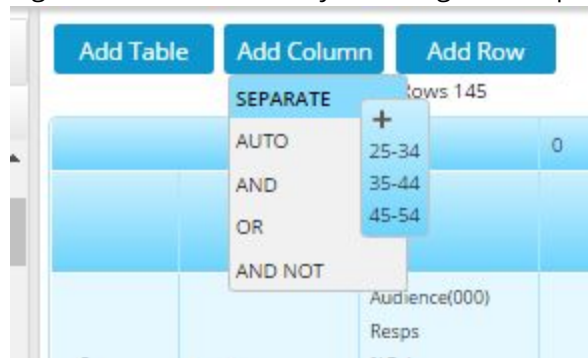 Add Table Add Column Add Row
SEPARATE
Rows 145
+
AUTO
25-34
0
35-44
AND
45-54
OR
AND NOT
Audience(000)
Resps